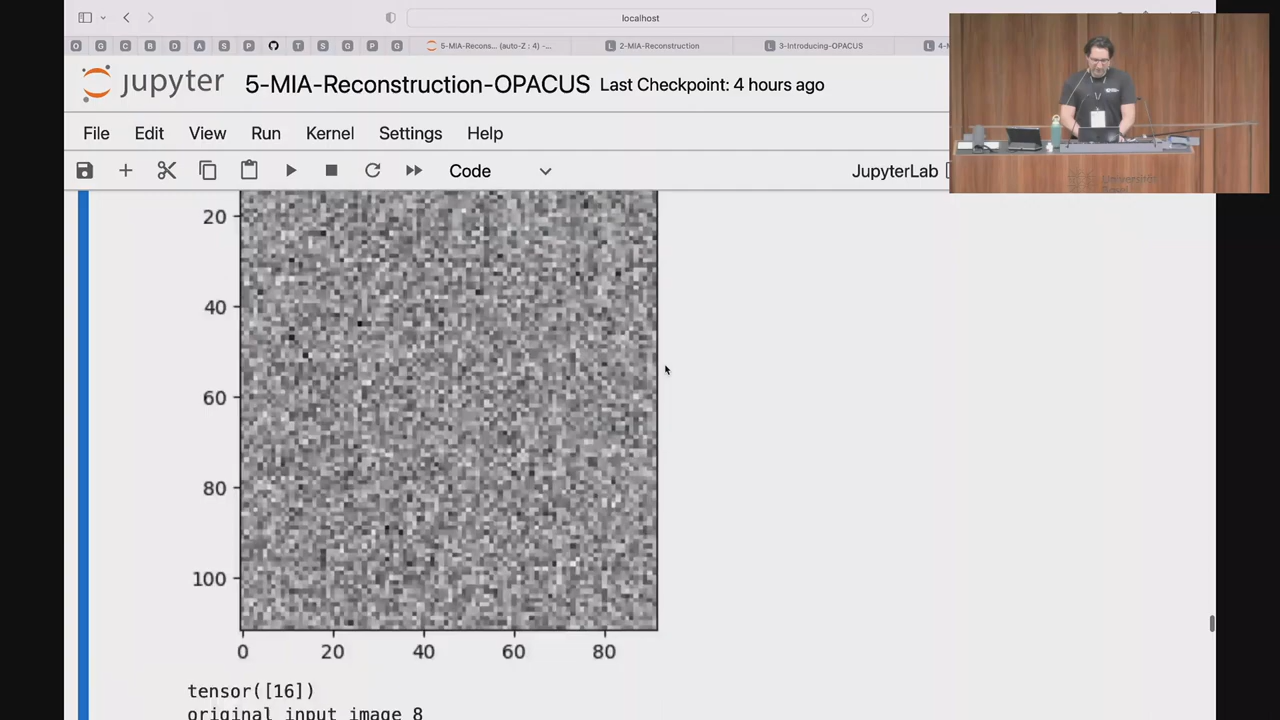 localhost
O G C B D A S P T S G P G 5-MIA-Recons... (auto-Z : 4) -... L 2-MIA-Reconstruction L 3-Introducing-OPACUS L
jupyter 5-MIA-Reconstruction-OPACUS Last Checkpoint: 4 hours ago
File Edit View Run Kernel Settings Help
Code JupyterLab
Universität
20
40
60
80
100
0 20 40 60 80
tensor([16])
original input image 8